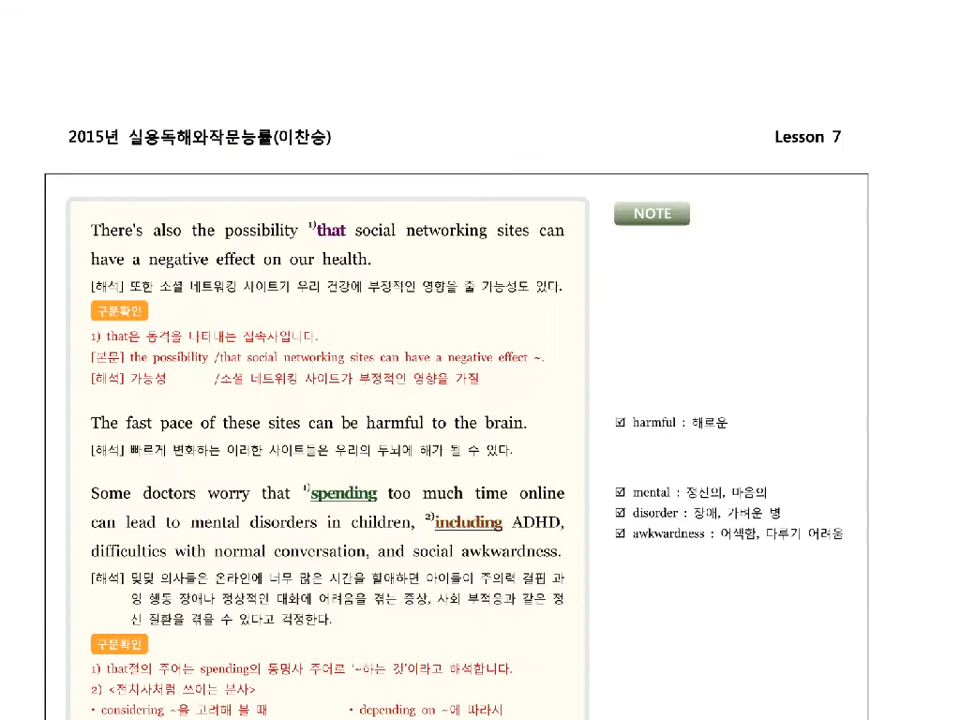 2015년 실용독해와작문능률(이찬승)
Lesson 7
NOTE
There's also the possibility 1)that social networking sites can
have a negative effect on our health.
[해석] 또한 소셜 네트워킹 사이트가 우리 건강에 부정적인 영향을 줄 가능성도 있다.
구문확인
1) that은 동격을 나타내는 접속사입니다.
[본문] the possibility /that social networking sites can have a negative effect ~.
[해석] 가능성 /소셜 네트워킹 사이트가 부정적인 영향을 가질
The fast pace of these sites can be harmful to the brain.
☑ harmful : 해로운
[해석] 빠르게 변화하는 이러한 사이트들은 우리의 두뇌에 해가 될 수 있다.
Some doctors worry that 1)spending too much time online
☑ mental : 정신의, 마음의
☑ disorder : 장애, 가벼운 병
can lead to mental disorders in children, 2)including ADHD,
☑ awkwardness : 어색함, 다루기 어려움
difficulties with normal conversation, and social awkwardness.
[해석] 몇몇 의사들은 온라인에 너무 많은 시간을 할애하면 아이들이 주의력 결핍 과
잉 행동 장애나 정상적인 대화에 어려움을 겪는 증상, 사회 부적응과 같은 정
신 질환을 겪을 수 있다고 걱정한다.
구문확인
1) that절의 주어는 spending의 동명사 주어로 '~하는 것'이라고 해석합니다.
2) <전치사처럼 쓰이는 분사>
• considering ~을 고려해 볼 때 • depending on ~에 따라서